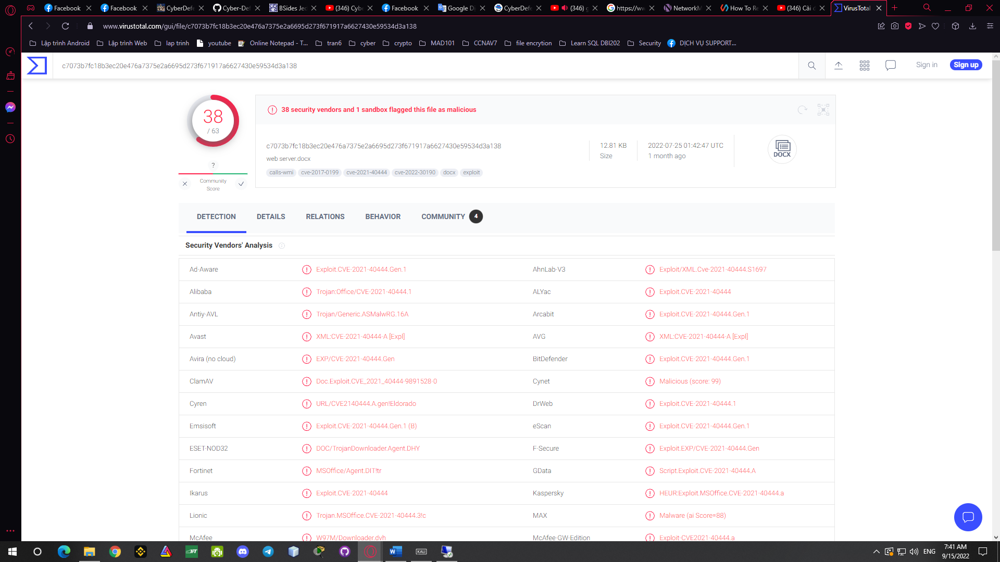 Facebook
Facebook
CyberDefe
Cyber-Def
BSides Jec
(346) Cybe
Facebook
Google Dị
CyberDefe
(346) g
https://ww
NetworkM
How To Re
(346) Cài c
VirusTotal
www.virustotal.com/gui/file/c7073b7fc18b3ec20e476a7375e2a6695d273f671917a6627430e59534d3a138
Lập trình Android
Lập trình Web
lap trinh
youtube
Online Notepad - T...
tran6
cyber
crypto
MAD101
CCNAV7
file encrytion
Learn SQL DBI202
Security
DỊCH VỤ SUPPORT...
c7073b7fc18b3ec20e476a7375e2a6695d273f671917a6627430e59534d3a138
Sign in
Sign up
38
/ 63
?
Community
Score
38 security vendors and 1 sandbox flagged this file as malicious
c7073b7fc18b3ec20e476a7375e2a6695d273f671917a6627430e59534d3a138
web server.docx
calls-wmi cve-2017-0199 cve-2021-40444 cve-2022-30190 docx exploit
12.81 KB
Size
2022-07-25 01:42:47 UTC
1 month ago
DOCX
DETECTION DETAILS RELATIONS BEHAVIOR COMMUNITY 4
Security Vendors' Analysis
Ad-Aware Exploit.CVE-2021-40444.Gen.1 AhnLab-V3 Exploit/XML.Cve-2021-40444.S1697
Alibaba Trojan:Office/CVE-2021-40444.1 ALYac Exploit.CVE-2021-40444
Antiy-AVL Trojan/Generic.ASMalwRG.16A Arcabit Exploit.CVE-2021-40444.Gen.1
Avast XML:CVE-2021-40444-A [Expl] AVG XML:CVE-2021-40444-A [Expl]
Avira (no cloud) EXP/CVE-2021-40444.Gen BitDefender Exploit.CVE-2021-40444.Gen.1
ClamAV Doc.Exploit.CVE_2021_40444-9891528-0 Cynet Malicious (score: 99)
Cyren URL/CVE2140444.A.gen!Eldorado DrWeb Exploit.CVE-2021-40444.1
Emsisoft Exploit.CVE-2021-40444.Gen.1 (B) eScan Exploit.CVE-2021-40444.Gen.1
ESET-NOD32 DOC/TrojanDownloader.Agent.DHY F-Secure Exploit.EXP/CVE-2021-40444.Gen
Fortinet MSOffice/Agent.DIT!tr GData Script.Exploit.CVE-2021-40444.A
Ikarus Exploit.CVE-2021-40444 Kaspersky HEUR:Exploit.MSOffice.CVE-2021-40444.a
Lionic Trojan.MSOffice.CVE-2021-40444.3!c MAX Malware (ai Score=88)
McAfee W97M/Downloader.dvh McAfee-GW-Edition Exploit-CVE2021-40444.a
KALI
ENG
7:41 AM
9/15/2022